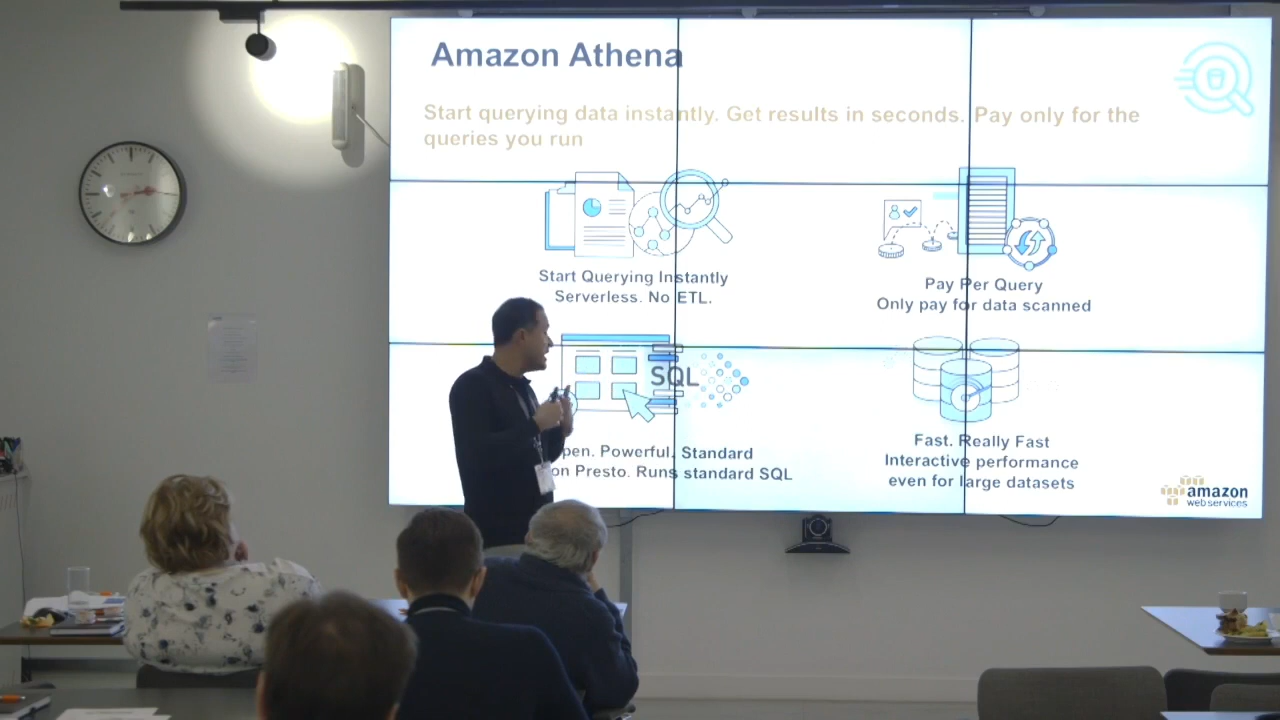 Amazon Athena
Start querying data instantly. Get results in seconds. Pay only for the
queries you run
Start Querying Instantly
Serverless. No ETL.
Pay Per Query
Only pay for data scanned
SQL
Powerful. Standard
on Presto. Runs standard SQL
Fast. Really Fast
Interactive performance
even for large datasets
amazon
webservices